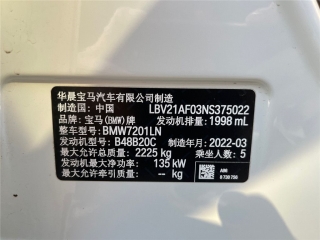 华晨宝马汽车有限公司制造
制造国：中国 LBV21AF03NS375022
品牌：宝马(BMW)牌 发动机排量：1998 mL
整车型号：BMW7201LN
发动机型号：B48B20C 制造年月：2022-03
最大允许总质量：2225 kg 乘坐人数：5
发动机最大净功率：135 kW
最大允许牵引质量：-- kg